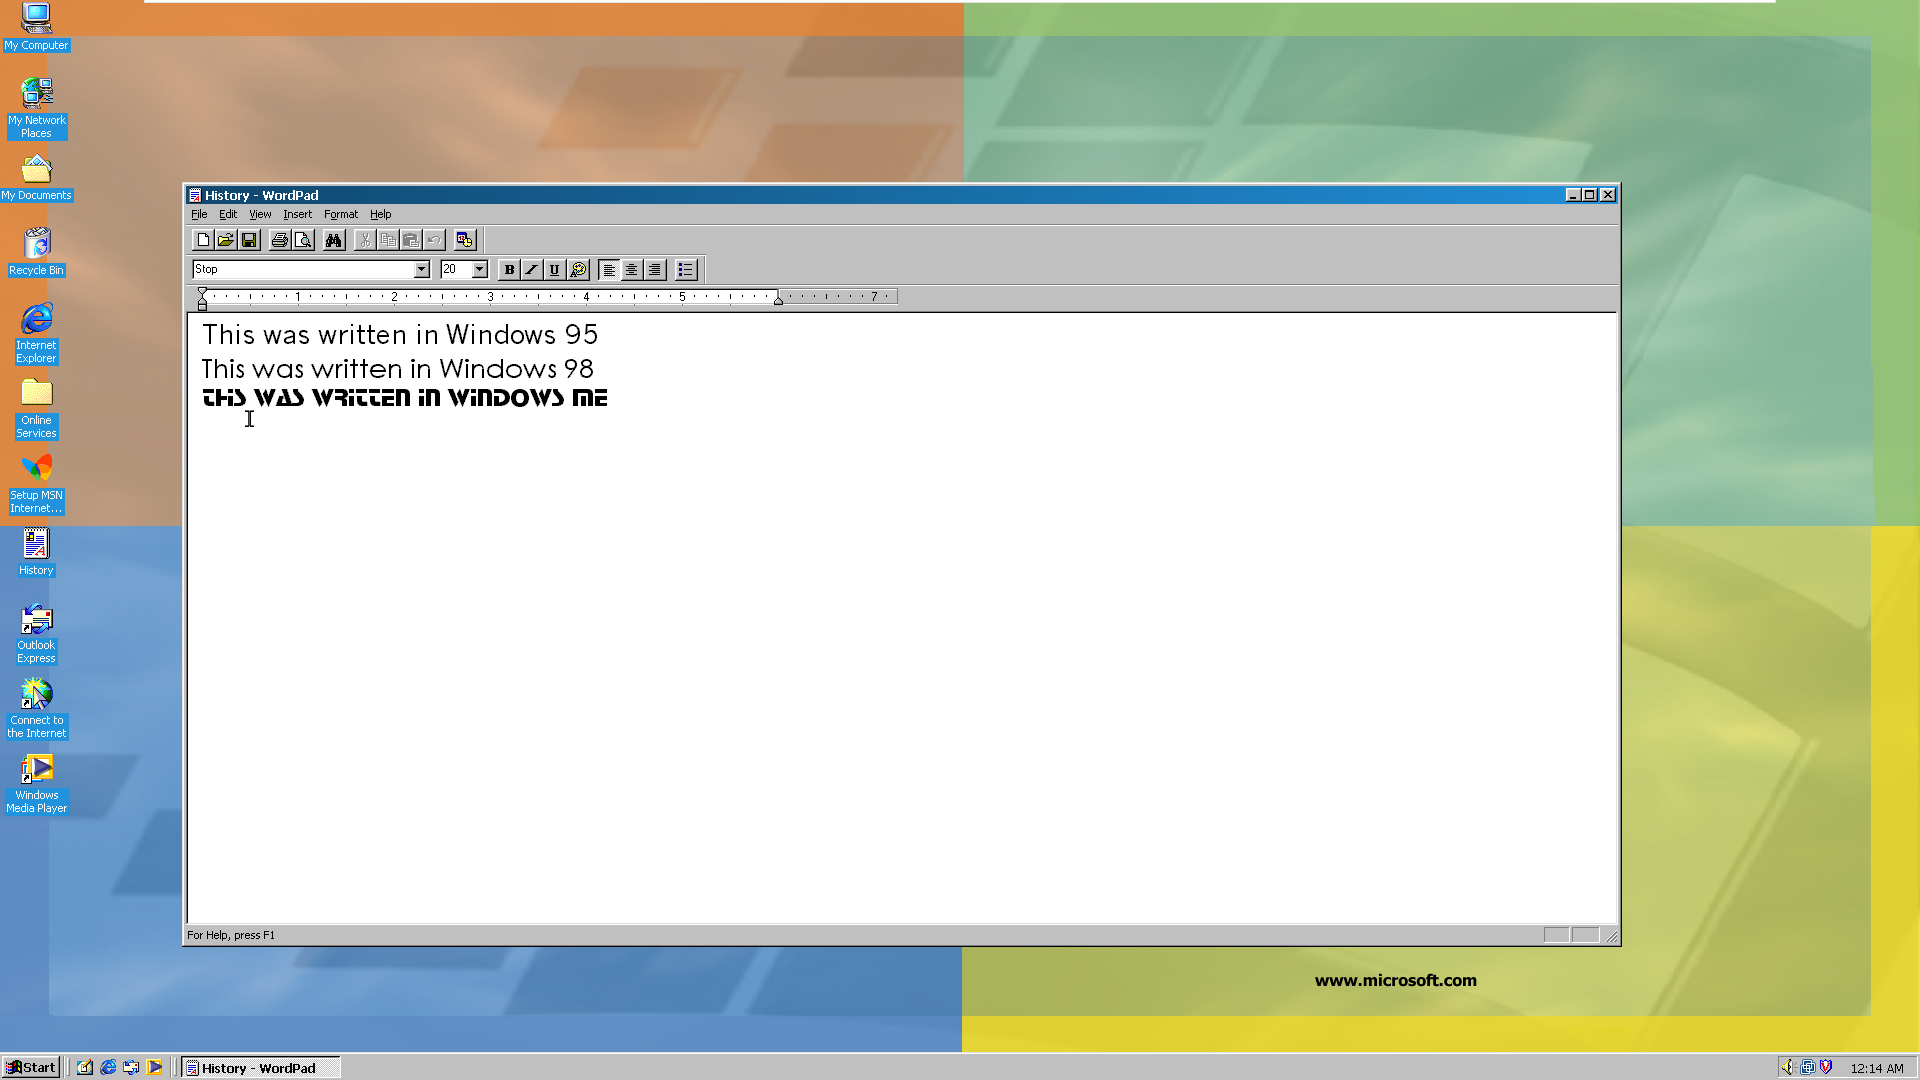 My Computer
My Network
Places
My Documents
Recycle Bin
Internet
Explorer
Online
Services
Setup MSN
Internet...
History
Outlook
Express
Connect to
the Internet
Windows
Media Player
History - WordPad
File Edit View Insert Format Help
Stop 20 B I U
1 2 3 4 5 7
This was written in Windows 95
This was written in Windows 98
THIS WAS WRITTEN IN WINDOWS ME
For Help, press F1
www.microsoft.com
Start History - WordPad 12:14 AM